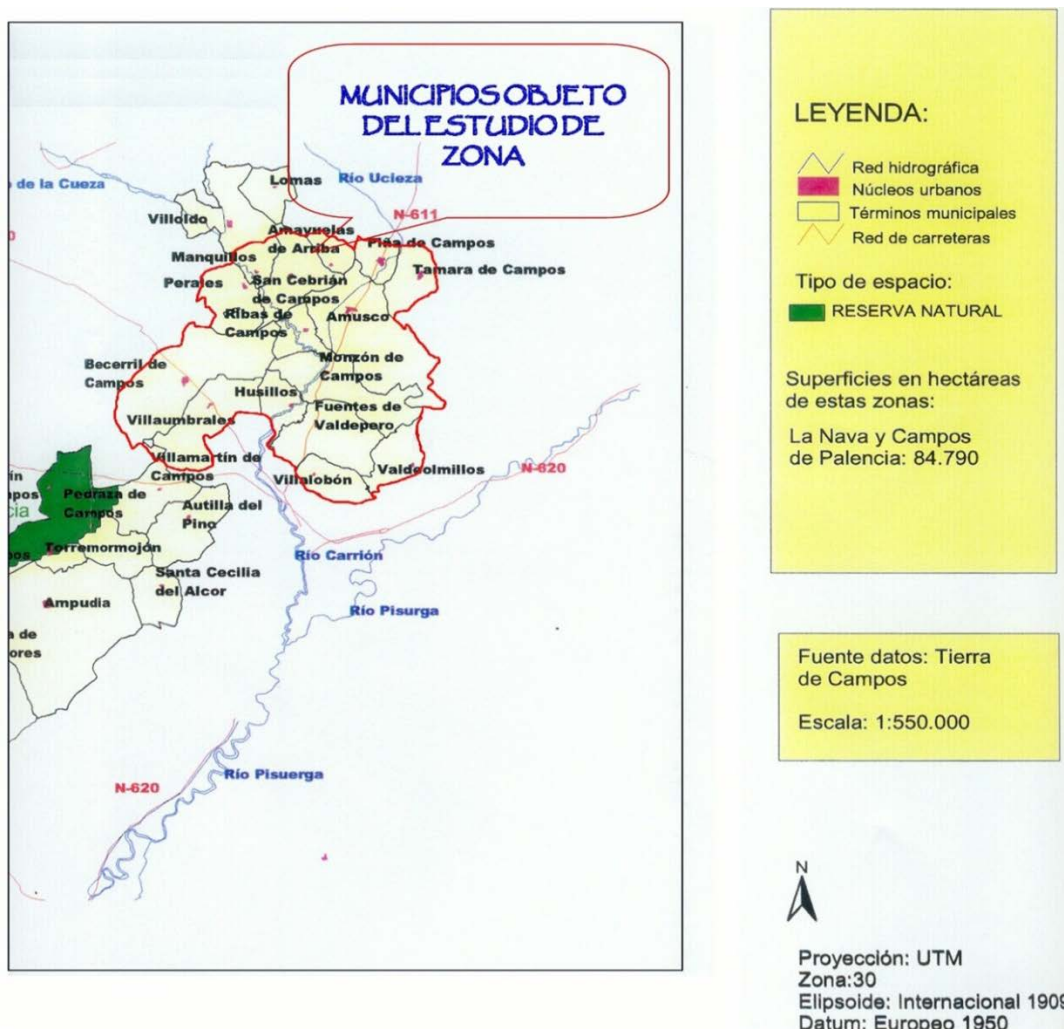 MUNICIPIOS OBJETO
DEL ESTUDIO DE
ZONA
Lomas
Río Ucieza
o de la Cueza
Villoldo
N-611
Amayuelas
de Arriba
Piña de Campos
Manquillos
Tamara de Campos
Perales
San Cebrián
de Campos
Ribas de
Campos
Amusco
Becerril de
Campos
Monzón de
Campos
Husillos
Villaumbrales
Fuentes de
Valdepero
Villamartín de
Campos
Valdeolmillos
N-620
Villalobón
ín
Pedraza de
Campos
Autilla del
Pino
cia
Torremormojón
Río Carrión
Santa Cecilia
del Alcor
Ampudia
Río Pisurga
a de
ores
Río Pisuerga
N-620
LEYENDA:
Red hidrográfica
Núcleos urbanos
Términos municipales
Red de carreteras
Tipo de espacio:
RESERVA NATURAL
Superficies en hectáreas
de estas zonas:
La Nava y Campos
de Palencia: 84.790
Fuente datos: Tierra
de Campos
Escala: 1:550.000
N
Proyección: UTM
Zona:30
Elipsoide: Internacional 1909
Datum: Europeo 1950